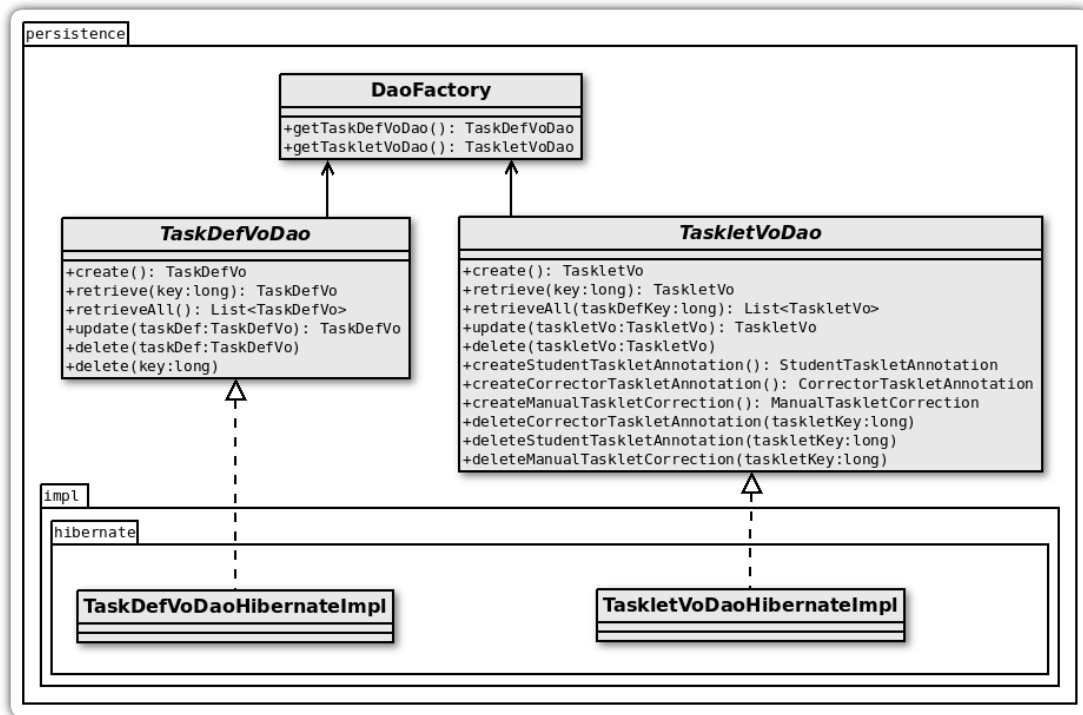 persistence
DaoFactory
+getTaskDefVoDao(): TaskDefVoDao
+getTaskletVoDao(): TaskletVoDao
TaskDefVoDao
+create(): TaskDefVo
+retrieve(key:long): TaskDefVo
+retrieveAll(): List<TaskDefVo>
+update(taskDef:TaskDefVo): TaskDefVo
+delete(taskDef:TaskDefVo)
+delete(key:long)
TaskletVoDao
+create(): TaskletVo
+retrieve(key:long): TaskletVo
+retrieveAll(taskDefKey:long): List<TaskletVo>
+update(taskletVo:TaskletVo): TaskletVo
+delete(taskletVo:TaskletVo)
+createStudentTaskletAnnotation(): StudentTaskletAnnotation
+createCorrectorTaskletAnnotation(): CorrectorTaskletAnnotation
+createManualTaskletCorrection(): ManualTaskletCorrection
+deleteCorrectorTaskletAnnotation(taskletKey:long)
+deleteStudentTaskletAnnotation(taskletKey:long)
+deleteManualTaskletCorrection(taskletKey:long)
impl
hibernate
TaskDefVoDaoHibernateImpl
TaskletVoDaoHibernateImpl